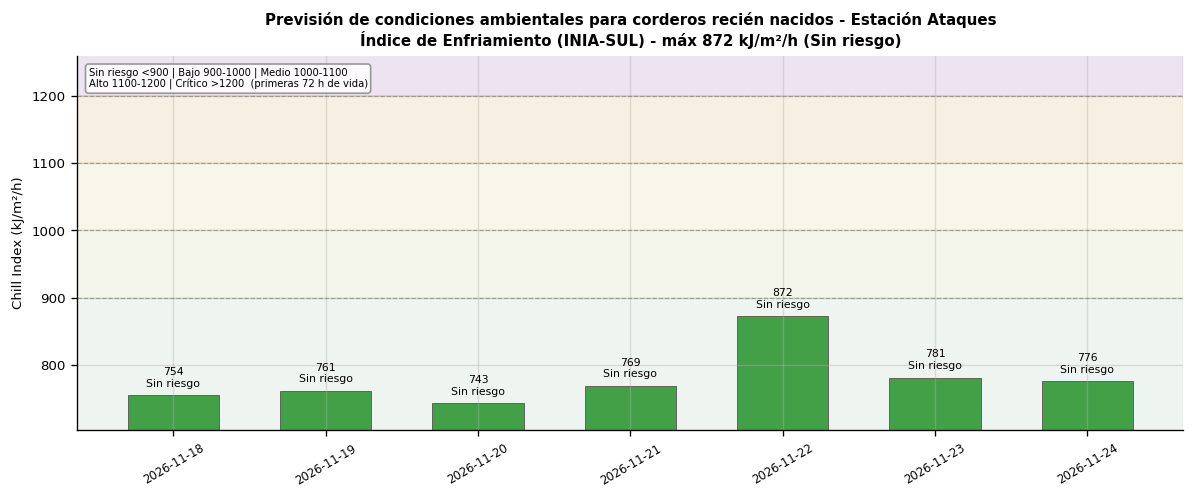 Previsión de condiciones ambientales para corderos recién nacidos - Estación Ataques
Índice de Enfriamiento (INIA-SUL) - máx 872 kJ/m²/h (Sin riesgo)
Sin riesgo <900 | Bajo 900-1000 | Medio 1000-1100
Alto 1100-1200 | Crítico >1200  (primeras 72 h de vida)
Chill Index (kJ/m²/h)
1200
1100
1000
900
800
754
Sin riesgo
761
Sin riesgo
743
Sin riesgo
769
Sin riesgo
872
Sin riesgo
781
Sin riesgo
776
Sin riesgo
2026-11-18
2026-11-19
2026-11-20
2026-11-21
2026-11-22
2026-11-23
2026-11-24